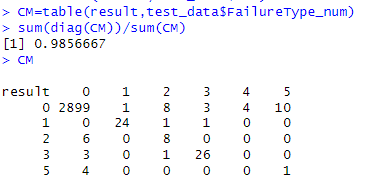 > CM=table(result,test_data$FailureType_num)
> sum(diag(CM))/sum(CM)
[1] 0.9856667
> CM
result 0 1 2 3 4 5
0 2899 1 8 3 4 10
1 0 24 1 1 0 0
2 6 0 8 0 0 0
3 3 0 1 26 0 0
5 4 0 0 0 0 1